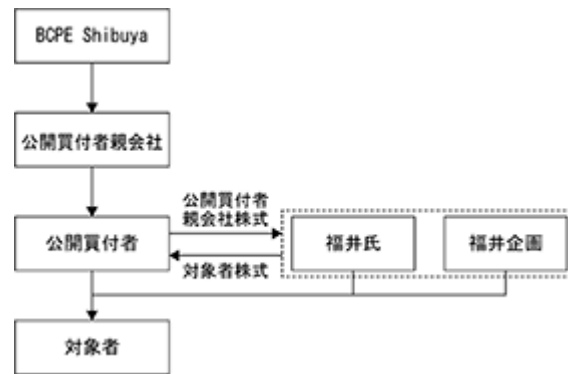 BCPE Shibuya
公開買付者親会社
公開買付者
親会社株式
公開買付者
対象者株式
福井氏
福井企画
対象者